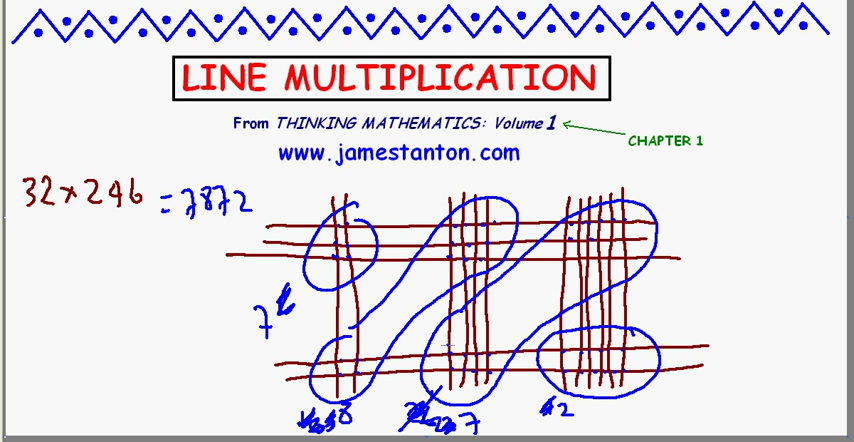 LINE MULTIPLICATION
From THINKING MATHEMATICS: Volume 1
CHAPTER 1
www.jamestanton.com
32 × 246 = 7872
7
8
7
2